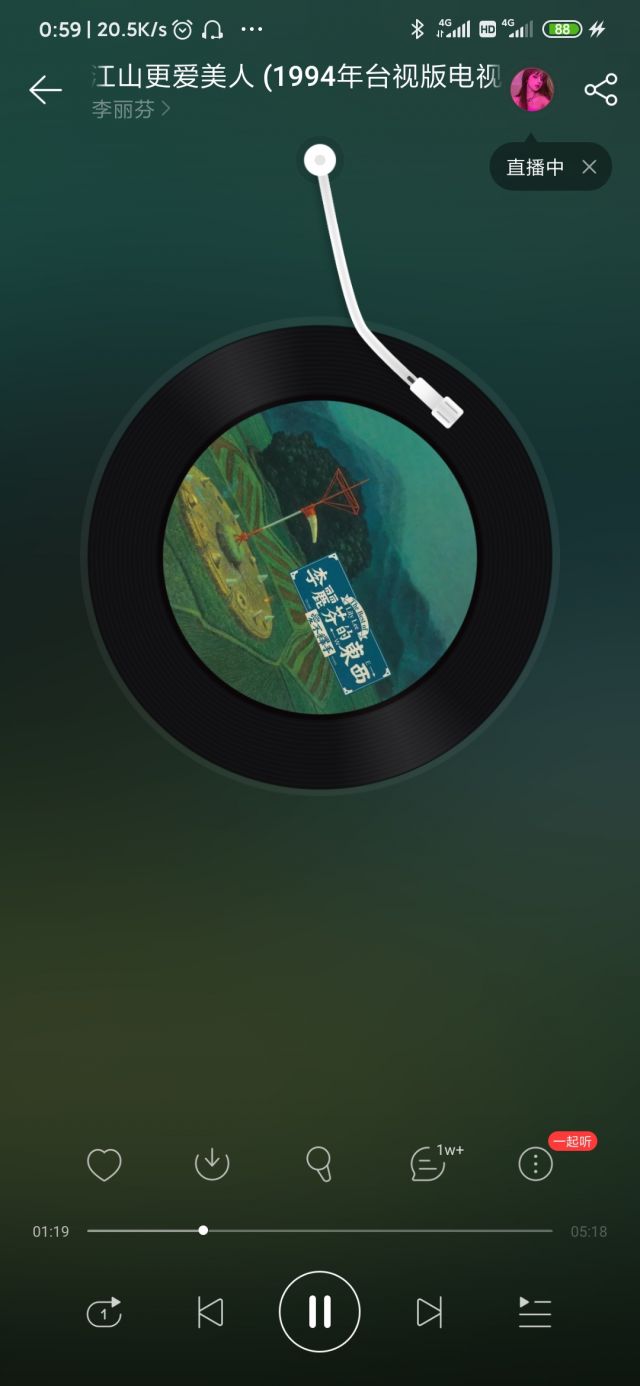 0:59 | 20.5K/s
4G HD 4G 88
江山更爱美人 (1994年台视版电视
李丽芬
直播中
李麗芬的東西
1w+
一起听
01:19
05:18
1